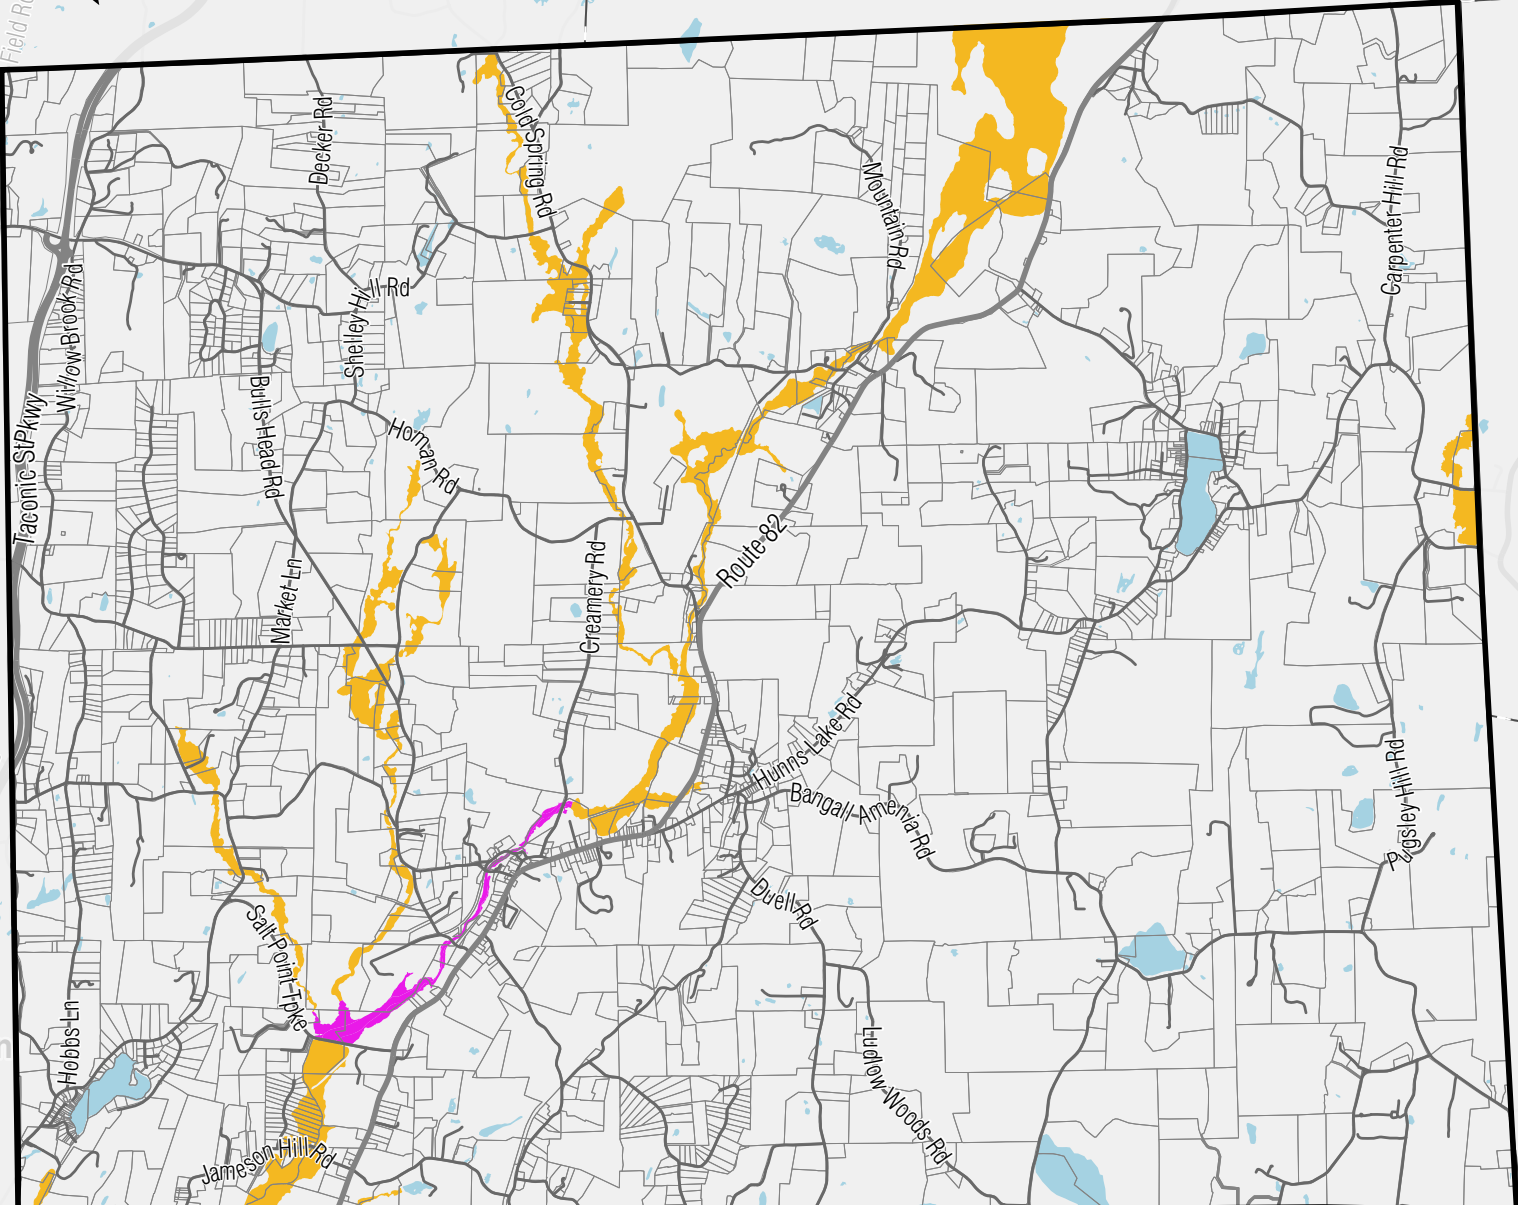 Field Rd
Cold Spring Rd
Decker Rd
Mountain Rd
Carpenter Hill Rd
Willow Brook Rd
Shelley Hill Rd
Bulls Head Rd
Taconic St Pkwy
Homan Rd
Route 82
Creamery Rd
Market Ln
Hunns Lake Rd
Bangall Amenia Rd
Pugsley Hill Rd
Duell Rd
Salt Point Tpke
Hobbs Ln
Ludlow Woods Rd
Jameson Hill Rd